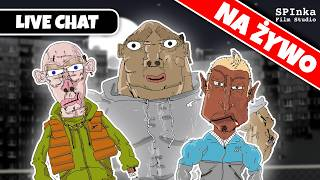 LIVE CHAT
NA ŻYWO
SPInka
Film Studio